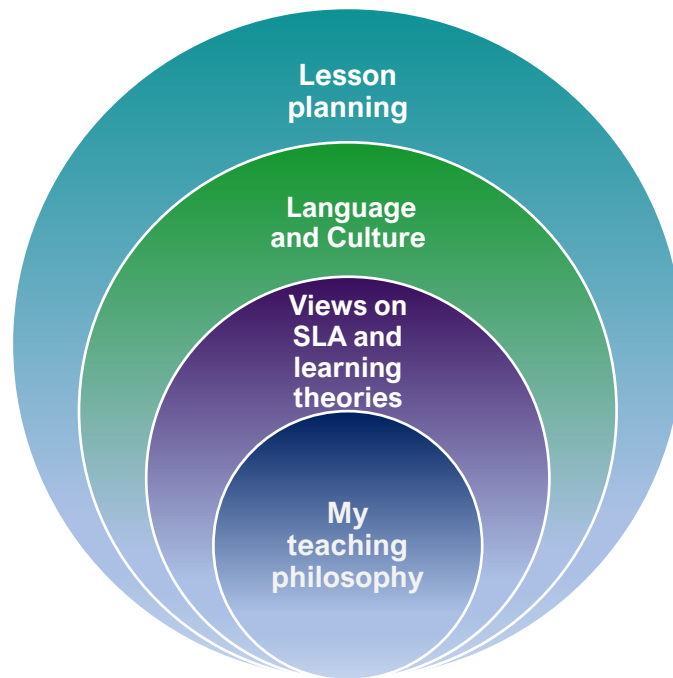 Lesson
planning
Language
and Culture
Views on
SLA and
learning
theories
My
teaching
philosophy